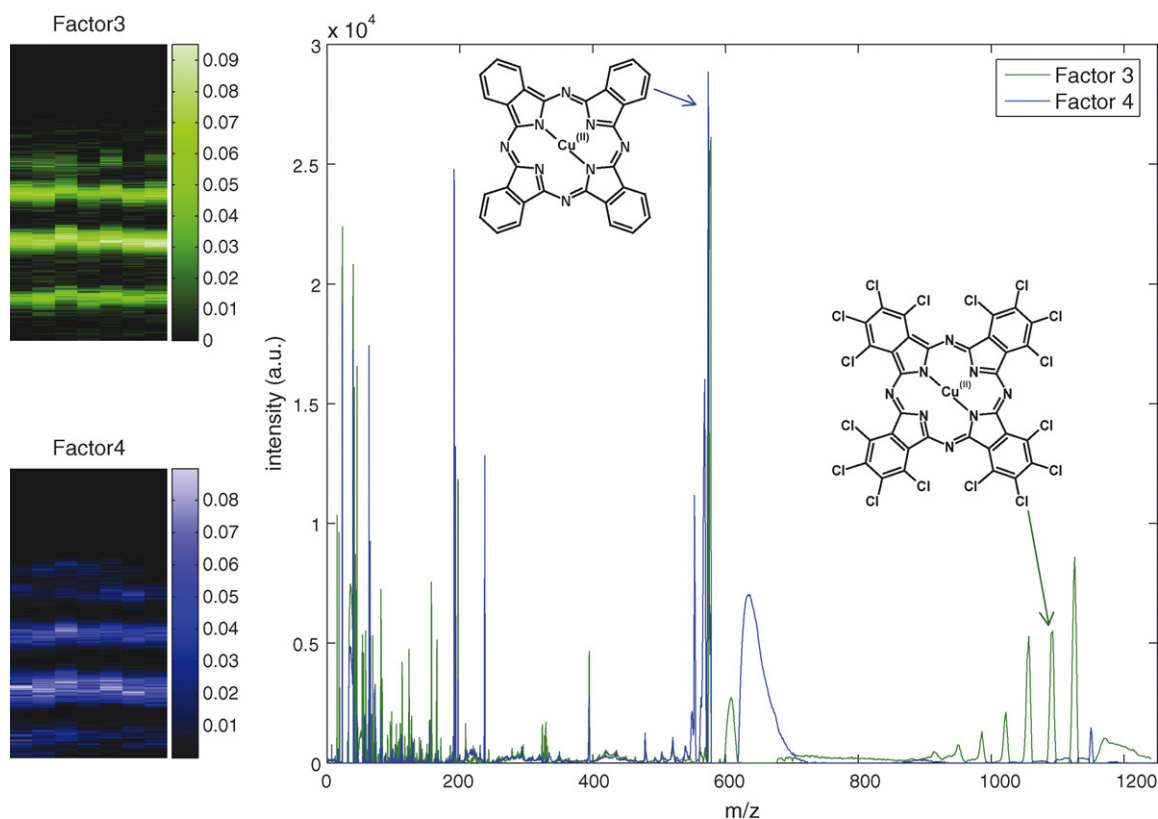 Factor3
0.09
0.08
0.07
0.06
0.05
0.04
0.03
0.02
0.01
0
Factor4
0.08
0.07
0.06
0.05
0.04
0.03
0.02
0.01
x 10⁴
3
2.5
2
1.5
1
0.5
0
intensity (a.u.)
0 200 400 600 800 1000 1200
m/z
Factor 3
Factor 4
N
N N
Cu(II)
N N
N N
N
Cl Cl
Cl Cl
Cl Cl
Cl Cl
N
N N
Cu(II)
N N
N N
N
Cl Cl
Cl Cl
Cl Cl
Cl Cl